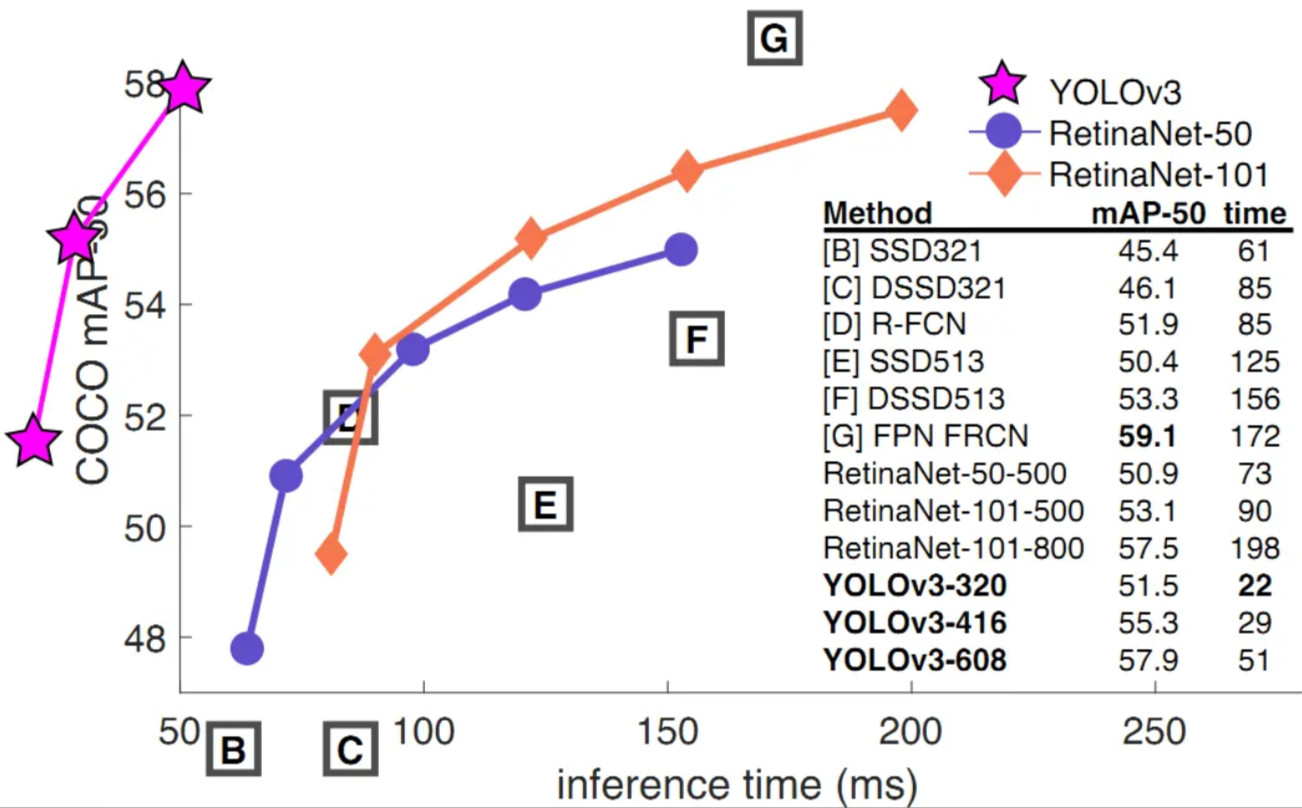 G
58
56
54
52
50
48
COCO mAP-50
D
E
F
YOLOv3
RetinaNet-50
RetinaNet-101
Method mAP-50 time
[B] SSD321 45.4 61
[C] DSSD321 46.1 85
[D] R-FCN 51.9 85
[E] SSD513 50.4 125
[F] DSSD513 53.3 156
[G] FPN FRCN 59.1 172
RetinaNet-50-500 50.9 73
RetinaNet-101-500 53.1 90
RetinaNet-101-800 57.5 198
YOLOv3-320 51.5 22
YOLOv3-416 55.3 29
YOLOv3-608 57.9 51
50 100 150 200 250
B C
inference time (ms)